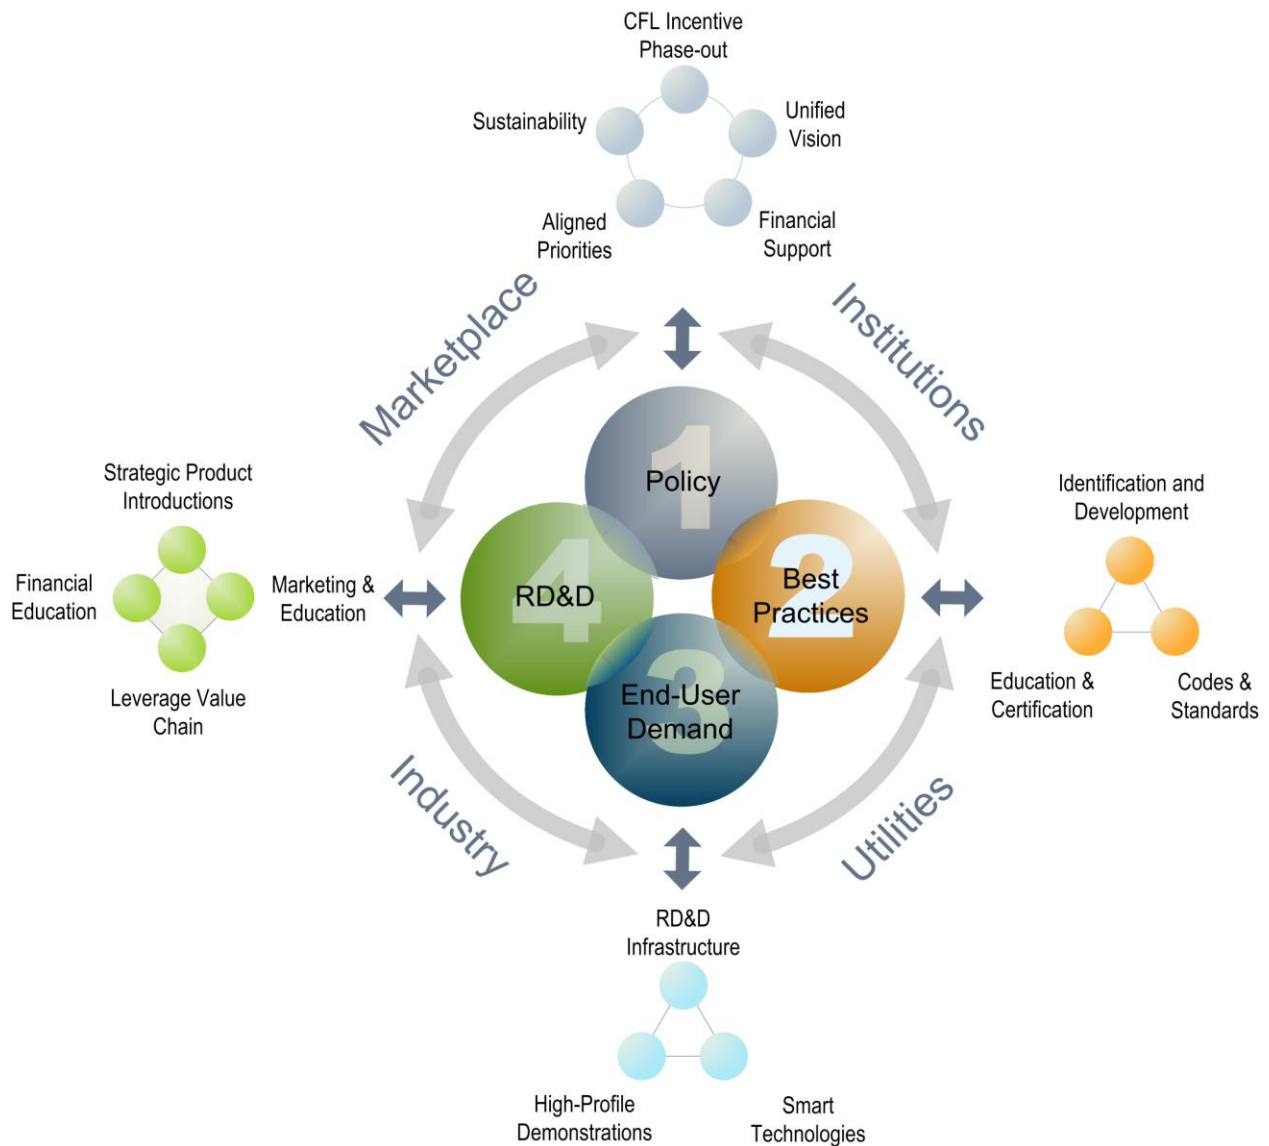 CFL Incentive
Phase-out
Sustainability
Unified
Vision
Aligned
Priorities
Financial
Support
Marketplace
Institutions
1
Policy
Strategic Product
Introductions
Financial
Education
Marketing &
Education
Leverage Value
Chain
4
RD&D
2
Best
Practices
Identification and
Development
Education &
Certification
Codes &
Standards
3
End-User
Demand
Industry
Utilities
RD&D
Infrastructure
High-Profile
Demonstrations
Smart
Technologies